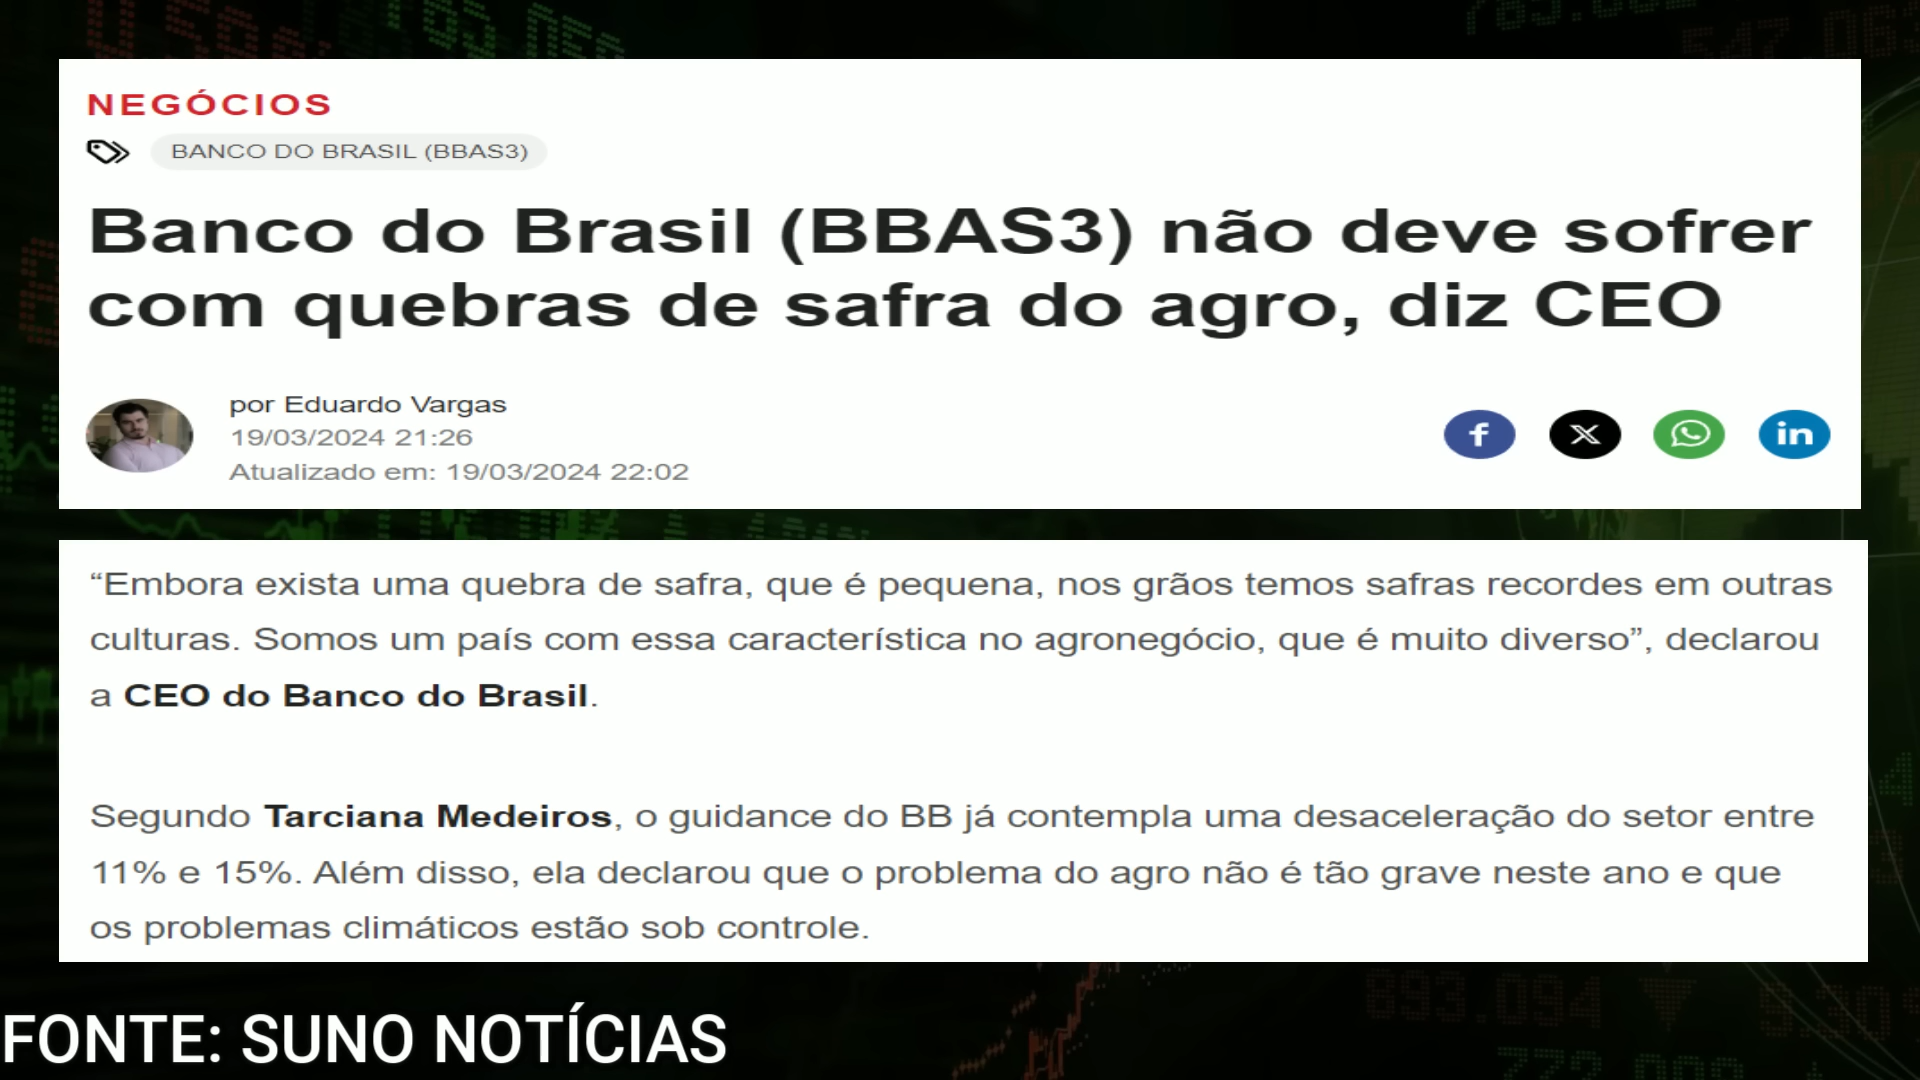 NEGÓCIOS
BANCO DO BRASIL (BBAS3)
Banco do Brasil (BBAS3) não deve sofrer
com quebras de safra do agro, diz CEO
por Eduardo Vargas
19/03/2024 21:26
Atualizado em: 19/03/2024 22:02
“Embora exista uma quebra de safra, que é pequena, nos grãos temos safras recordes em outras
culturas. Somos um país com essa característica no agronegócio, que é muito diverso”, declarou
a CEO do Banco do Brasil.
Segundo Tarciana Medeiros, o guidance do BB já contempla uma desaceleração do setor entre
11% e 15%. Além disso, ela declarou que o problema do agro não é tão grave neste ano e que
os problemas climáticos estão sob controle.
893.094
FONTE: SUNO NOTÍCIAS